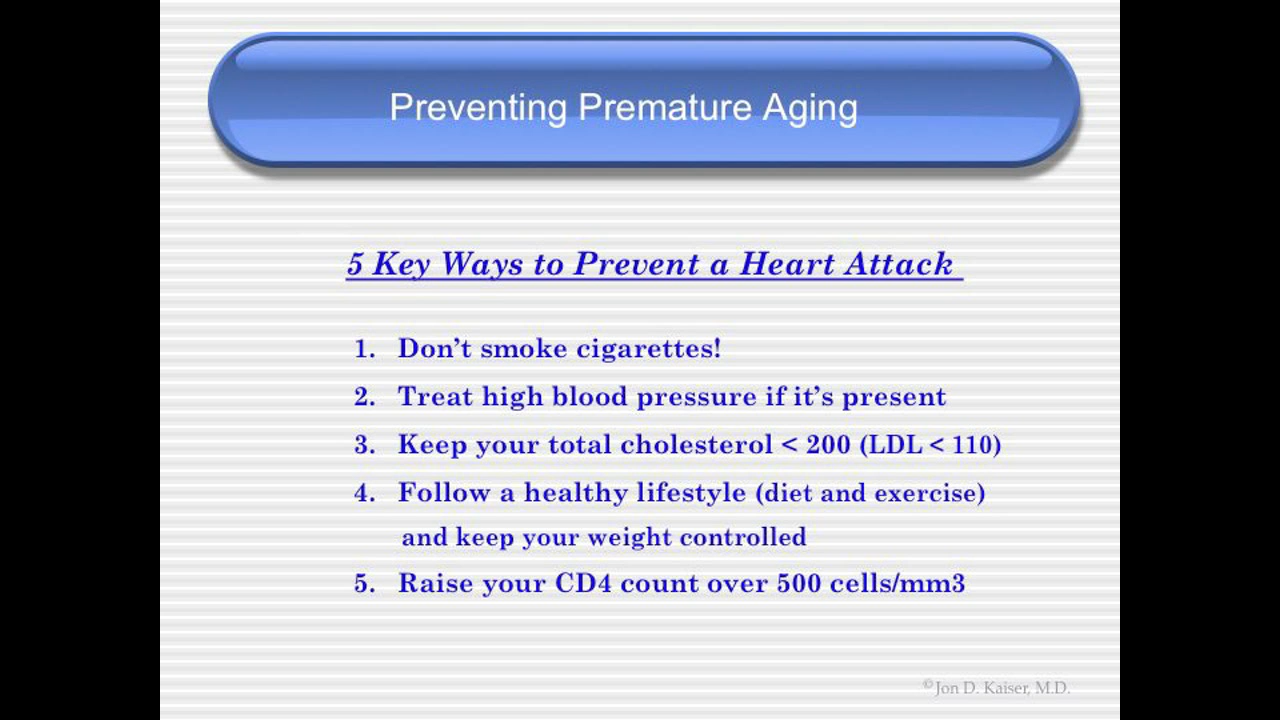 Preventing Premature Aging
5 Key Ways to Prevent a Heart Attack
1. Don’t smoke cigarettes!
2. Treat high blood pressure if it’s present
3. Keep your total cholesterol < 200 (LDL < 110)
4. Follow a healthy lifestyle (diet and exercise)
and keep your weight controlled
5. Raise your CD4 count over 500 cells/mm3
© Jon D. Kaiser, M.D.